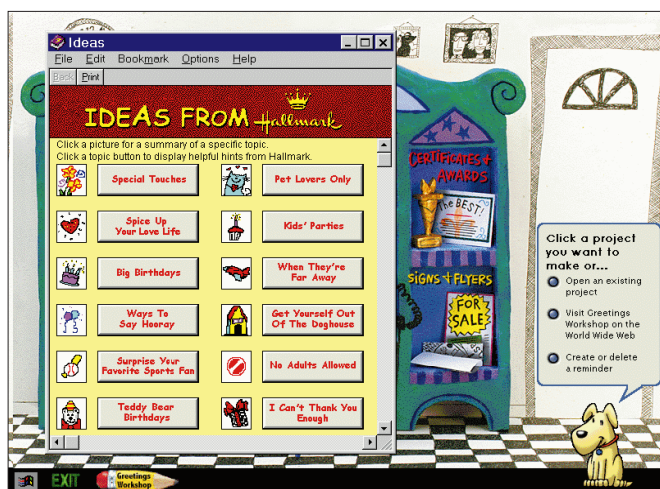 Ideas
File Edit Bookmark Options Help
Back Print
IDEAS FROM Hallmark
Click a picture for a summary of a specific topic.
Click a topic button to display helpful hints from Hallmark.
Special Touches
Pet Lovers Only
Spice Up
Your Love Life
Kids' Parties
Big Birthdays
When They're
Far Away
Ways To
Say Hooray
Get Yourself Out
Of The Doghouse
Surprise Your
Favorite Sports Fan
No Adults Allowed
Teddy Bear
Birthdays
I Can't Thank You
Enough
CERTIFICATES +
AWARDS
The BEST!
SIGNS + FLYERS
FOR
SALE
Click a project
you want to
make or...
Open an existing
project
Visit Greetings
Workshop on the
World Wide Web
Create or delete
a reminder
EXIT
Greetings
Workshop